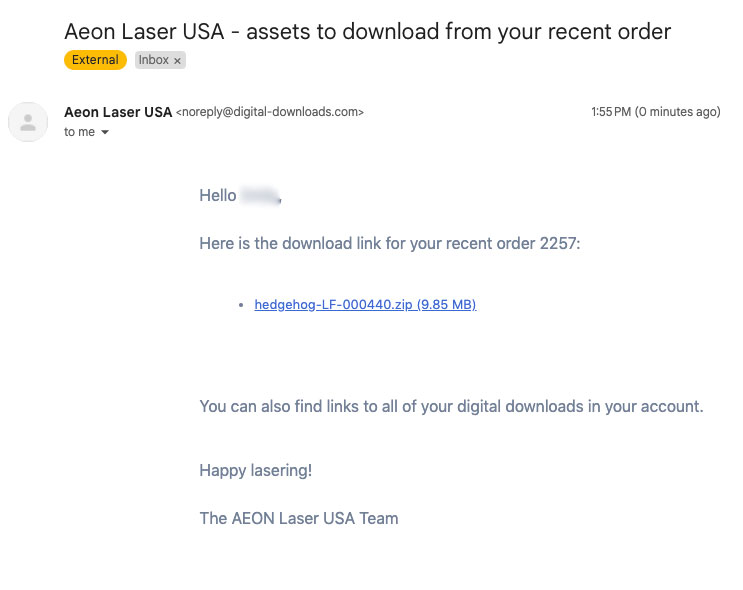 Aeon Laser USA - assets to download from your recent order
External Inbox ×
Aeon Laser USA <noreply@digital-downloads.com> 1:55 PM (0 minutes ago)
to me
Hello ,
Here is the download link for your recent order 2257:
• hedgehog-LF-000440.zip (9.85 MB)
You can also find links to all of your digital downloads in your account.
Happy lasering!
The AEON Laser USA Team